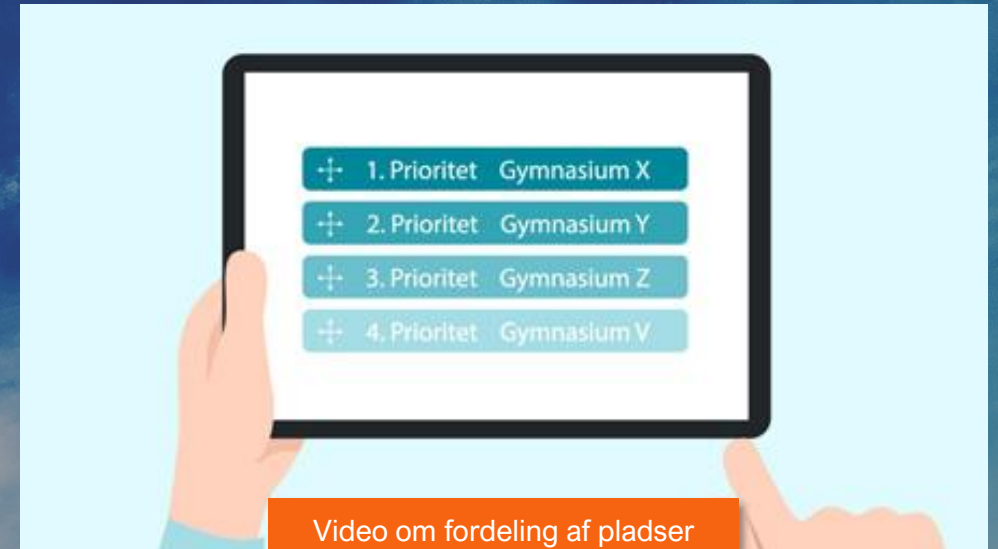 1. Prioritet Gymnasium X
2. Prioritet Gymnasium Y
3. Prioritet Gymnasium Z
4. Prioritet Gymnasium V
Video om fordeling af pladser